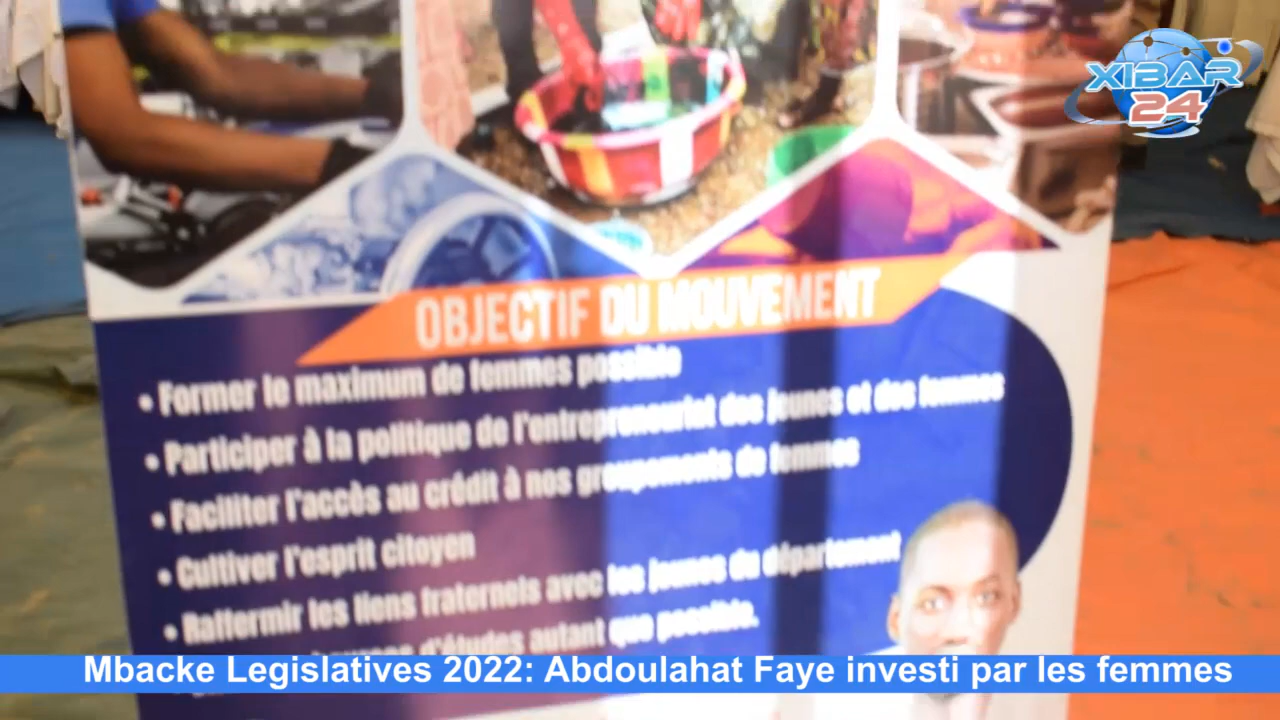 XIBAR
24
OBJECTIF DU MOUVEMENT
• Former le maximum de femmes possible
• Participer à la politique de l'entrepreneuriat des jeunes et des femmes
• Faciliter l'accès au crédit à nos groupements de femmes
• Cultiver l'esprit citoyen
• Raffermir les liens fraternels avec les jeunes du département
d'études autant que possible.
Mbacke Legislatives 2022: Abdoulahat Faye investi par les femmes